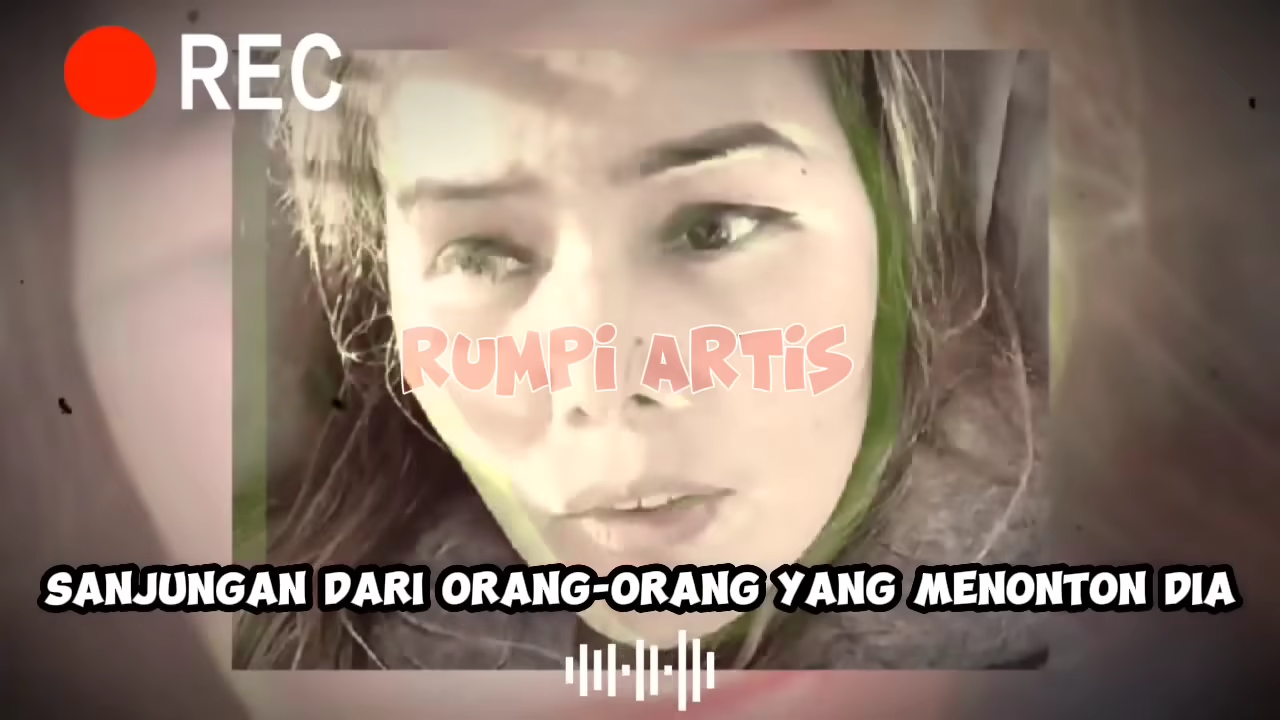 REC
RUMPi ARTiS
SANJUNGAN DARI ORANG-ORANG YANG MENONTON DIA